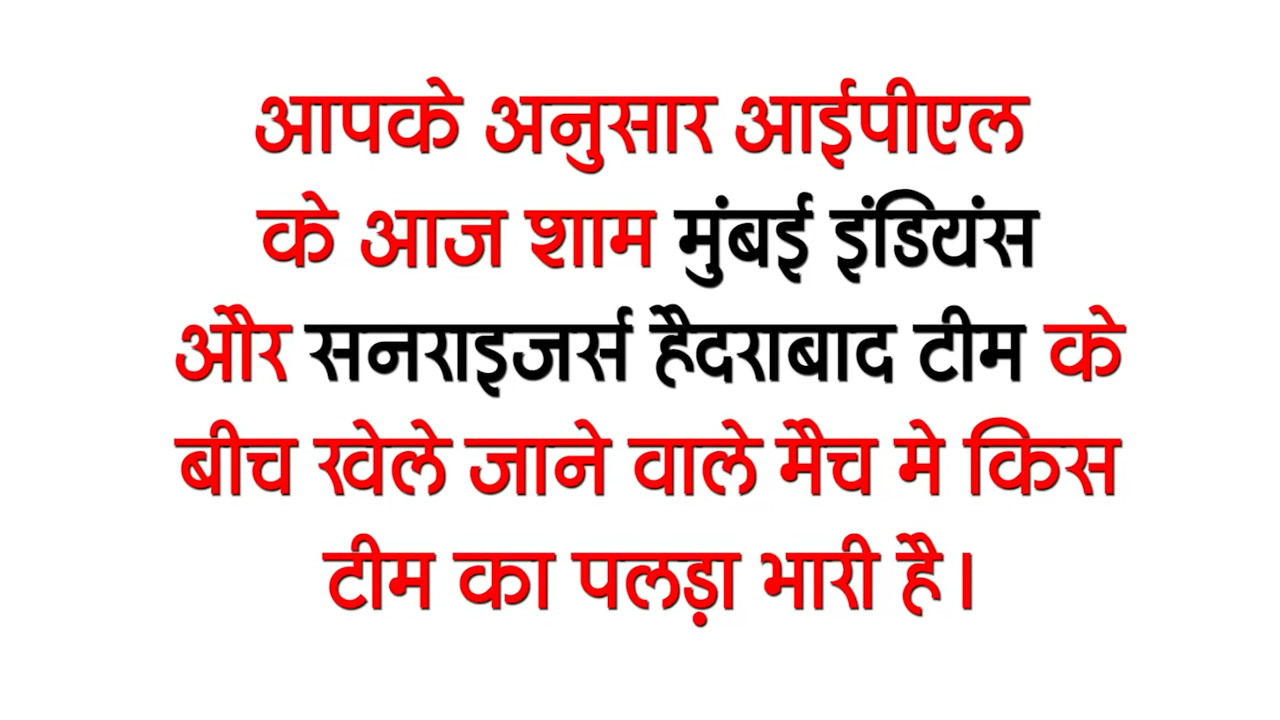 आपके अनुसार आईपीएल
के आज शाम मुंबई इंडियंस
और सनराइजर्स हैदराबाद टीम के
बीच खेले जाने वाले मैच मे किस
टीम का पलड़ा भारी है।